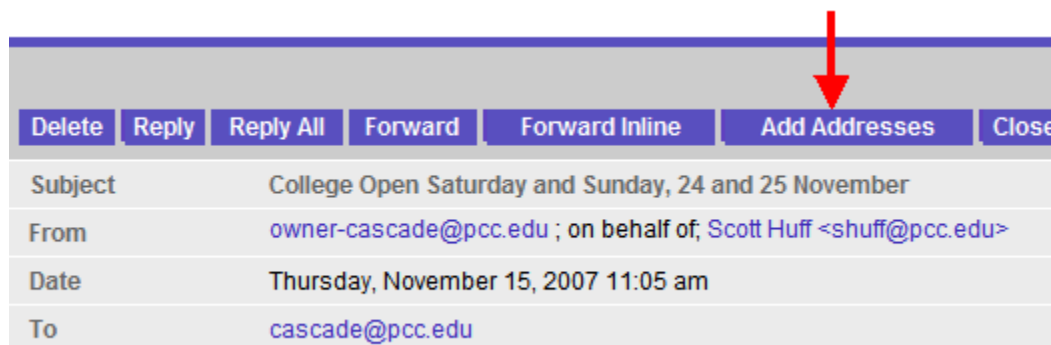 Delete Reply Reply All Forward Forward Inline Add Addresses Close
Subject College Open Saturday and Sunday, 24 and 25 November
From owner-cascade@pcc.edu ; on behalf of; Scott Huff <shuff@pcc.edu>
Date Thursday, November 15, 2007 11:05 am
To cascade@pcc.edu